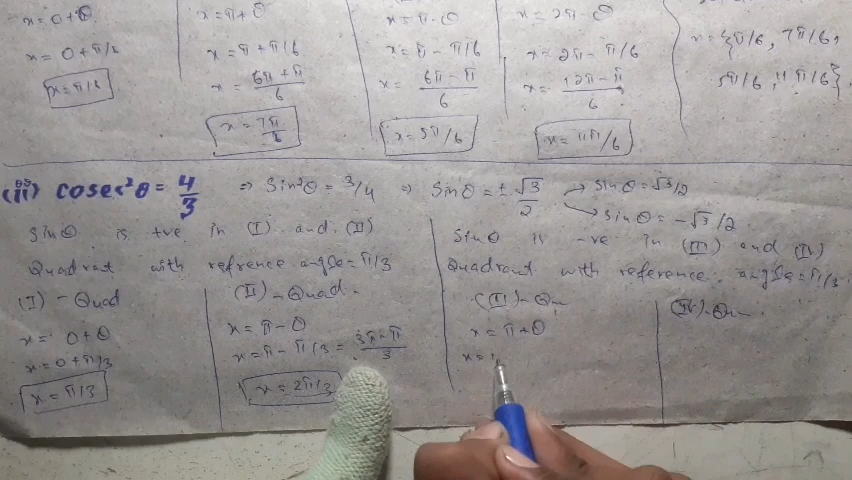 x = 0 + θ
x = 0 + π/6
x = π/6
x = π + θ
x = π + π/6
x = 6π + π / 6
x = 7π / 6
x = π - θ
x = π - π/6
x = 6π - π / 6
x = 5π/6
x = 2π - θ
x = 2π - π/6
x = 12π - π / 6
x = 11π/6
x = {π/6, 7π/6,
5π/6, 11π/6}
(ii) cosec²θ = 4/3 ⇒ sin²θ = 3/4 ⇒ sinθ = ± √3/2 → sinθ = √3/2
→ sinθ = -√3/2
Sinθ is +ve in (I) and (II)
Quadrant with refrence angle = π/3
(I) - Quad
x = 0 + θ
x = 0 + π/3
x = π/3
(II) - Quad.
x = π - θ
x = π - π/3 = 3π - π / 3
x = 2π/3
Sinθ is -ve in (III) and (IV)
Quadrant with reference angle = π/3
(III) - Qu
x = π + θ
x =
(IV) - Qu